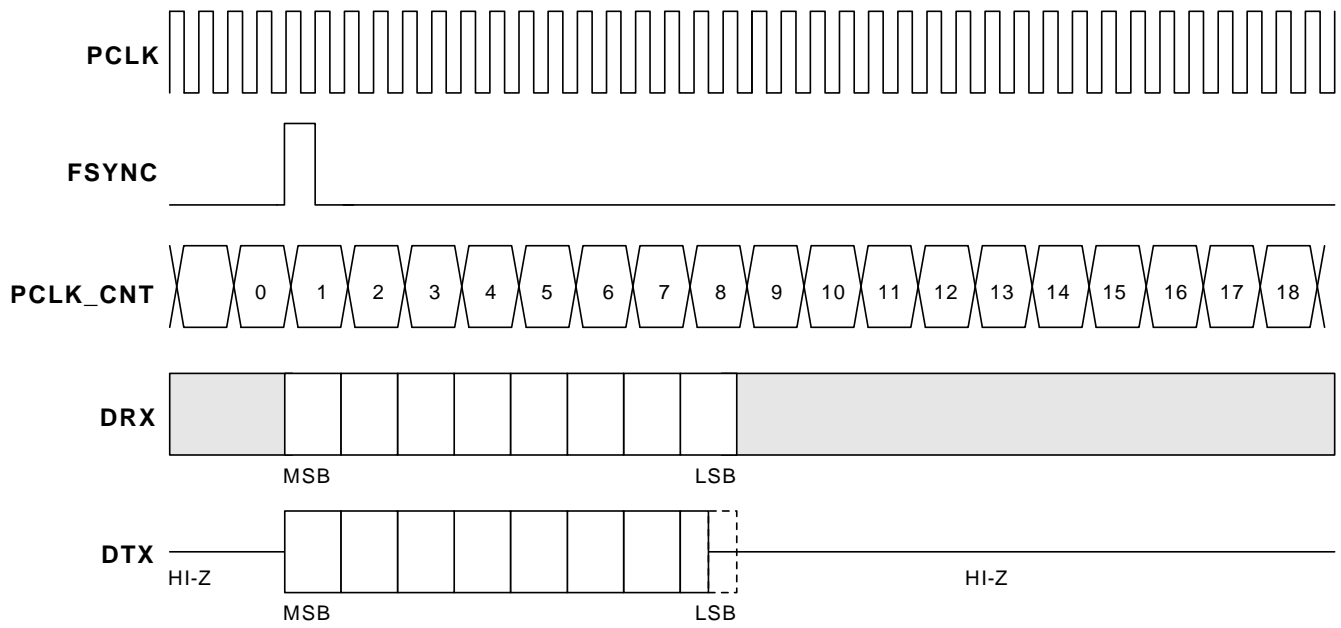 PCLK
FSYNC
PCLK_CNT 0 1 2 3 4 5 6 7 8 9 10 11 12 13 14 15 16 17 18
DRX
MSB LSB
DTX
HI-Z HI-Z
MSB LSB